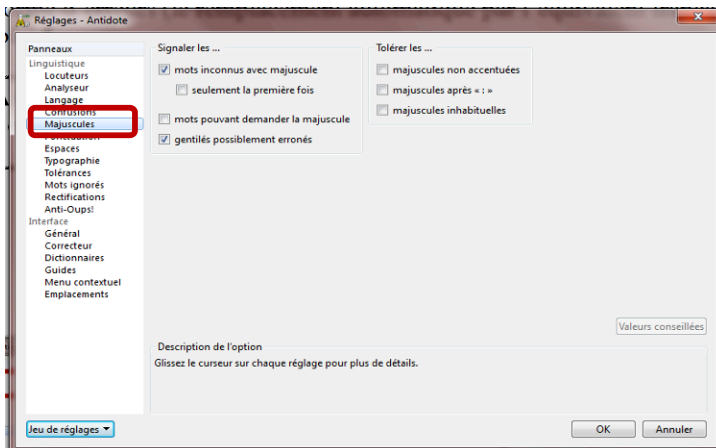 Réglages - Antidote
Panneaux
Linguistique
Locuteurs
Analyseur
Langage
Confusions
Majuscules
Ponctuation
Espaces
Typographie
Tolérances
Mots ignorés
Rectifications
Anti-Oups!
Interface
Général
Correcteur
Dictionnaires
Guides
Menu contextuel
Emplacements
Signaler les ...
mots inconnus avec majuscule
seulement la première fois
mots pouvant demander la majuscule
gentilés possiblement erronés
Tolérer les ...
majuscules non accentuées
majuscules après « : »
majuscules inhabituelles
Valeurs conseillées
Description de l'option
Glissez le curseur sur chaque réglage pour plus de détails.
Jeu de réglages
OK
Annuler